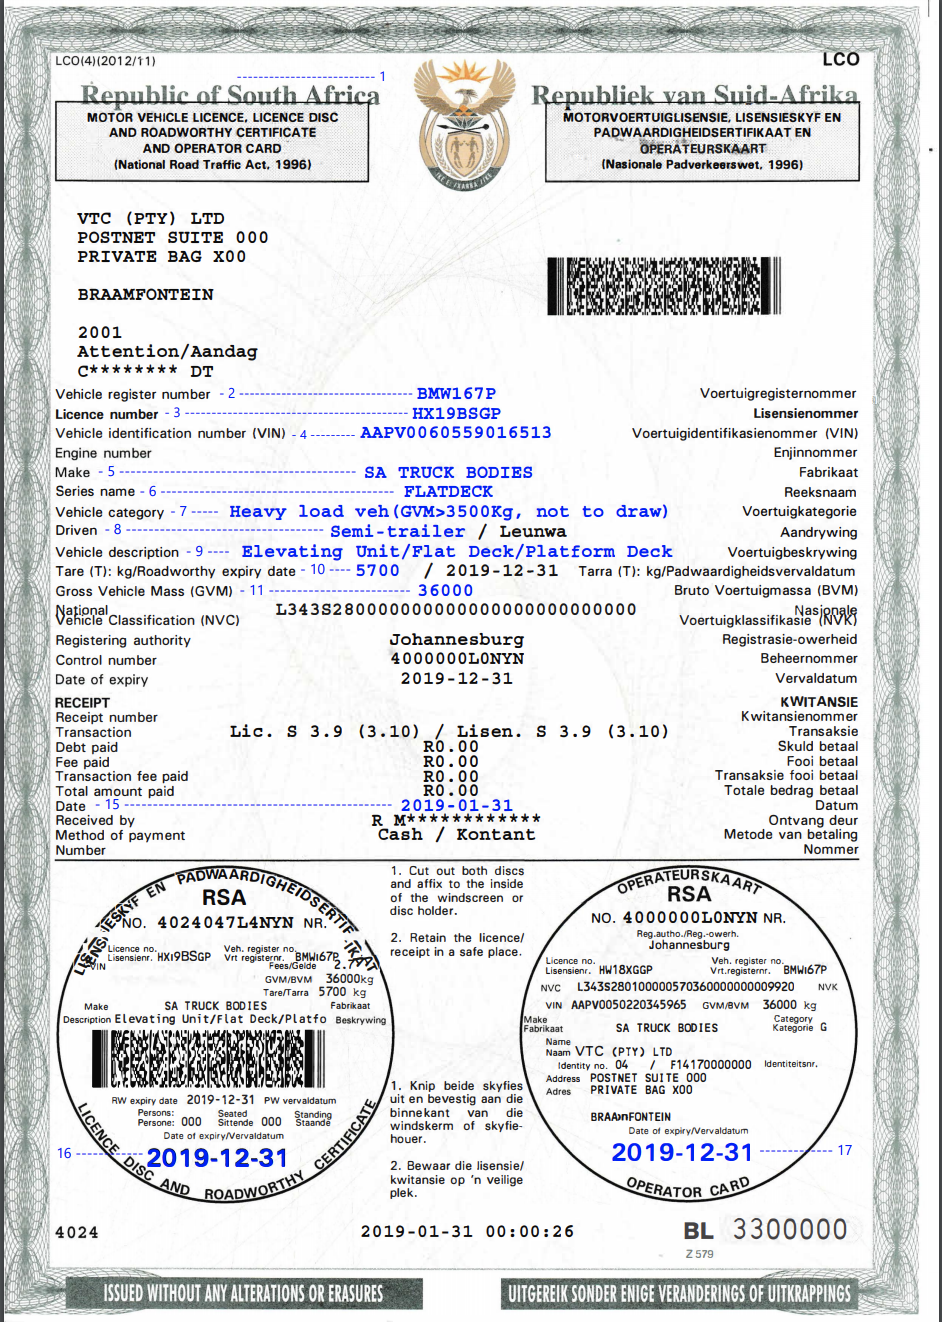 LCO(4)(2012/11)
LCO
1
Republic of South Africa
Republiek van Suid-Afrika
MOTOR VEHICLE LICENCE, LICENCE DISC
AND ROADWORTHY CERTIFICATE
AND OPERATOR CARD
(National Road Traffic Act, 1996)
MOTORVOERTUIGLISENSIE, LISENSIESKYF EN
PADWAARDIGHEIDSERTIFIKAAT EN
OPERATEURSKAART
(Nasionale Padverkeerswet, 1996)
!KE E: /XARRA //KE
VTC (PTY) LTD
POSTNET SUITE 000
PRIVATE BAG X00
BRAAMFONTEIN
2001
Attention/Aandag
C******** DT
Vehicle register number - 2 BMW167P Voertuigregisternommer
Licence number - 3 HX19BSGP Lisensienommer
Vehicle identification number (VIN) - 4 AAPV0060559016513 Voertuigidentifikasienommer (VIN)
Engine number Enjinnommer
Make - 5 SA TRUCK BODIES Fabrikaat
Series name - 6 FLATDECK Reeksnaam
Vehicle category - 7 Heavy load veh(GVM>3500Kg, not to draw) Voertuigkategorie
Driven - 8 Semi-trailer / Leunwa Aandrywing
Vehicle description - 9 Elevating Unit/Flat Deck/Platform Deck Voertuigbeskrywing
Tare (T): kg/Roadworthy expiry date - 10 5700 / 2019-12-31 Tarra (T): kg/Padwaardigheidsvervaldatum
Gross Vehicle Mass (GVM) - 11 36000 Bruto Voertuigmassa (BVM)
National Nasionale
Vehicle Classification (NVC) Voertuigklassifikasie (NVK)
Registering authority Johannesburg Registrasie-owerheid
Control number 4000000L0NYN Beheernommer
Date of expiry 2019-12-31 Vervaldatum
RECEIPT KWITANSIE
Receipt number Kwitansienommer
Transaction Lic. S 3.9 (3.10) / Lisen. S 3.9 (3.10) Transaksie
Debt paid R0.00 Skuld betaal
Fee paid R0.00 Fooi betaal
Transaction fee paid R0.00 Transaksie fooi betaal
Total amount paid R0.00 Totale bedrag betaal
Date - 15 2019-01-31 Datum
Received by R M************ Ontvang deur
Method of payment Cash / Kontant Metode van betaling
Number Nommer
LISENSIESKYF EN PADWAARDIGHEIDSERTIFIKAAT
RSA
NO. 4024047L4NYN NR.
Licence no. Veh. register no.
Lisensienr. HX19BSGP Vrt registernr. BMW167P
VIN Fees/Gelde
GVM/BVM 36000kg
Tare/Tarra 5700 kg
Make SA TRUCK BODIES Fabrikaat
Description Elevating Unit/Flat Deck/Platfo Beskrywing
RW expiry date 2019-12-31 PW vervaldatum
Persons: Seated Standing
Persone: 000 Sittende 000 Staande
Date of expiry/Vervaldatum
16 2019-12-31
LICENCE DISC AND ROADWORTHY CERTIFICATE
1. Cut out both discs
and affix to the inside
of the windscreen or
disc holder.
2. Retain the licence/
receipt in a safe place.
1. Knip beide skyfies
uit en bevestig aan die
binnekant van die
windskerm of skyfie-
houer.
2. Bewaar die lisensie/
kwitansie op 'n veilige
plek.
OPERATEURSKAART
RSA
NO. 4000000L0NYN NR.
Reg.autho./Reg.-owerh.
Johannesburg
Licence no. Veh. register no.
Lisensienr. HW18XGGP Vrt.registernr. BMW167P
NVC NVK
VIN AAPV0050220345965 GVM/BVM 36000 kg
Make Category
Fabrikaat SA TRUCK BODIES Kategorie G
Name
Naam VTC (PTY) LTD
Identity no. 04 / F14170000000 Identiteitsnr.
Address POSTNET SUITE 000
Adres PRIVATE BAG X00
BRAAmFONTEIN
Date of expiry/Vervaldatum
2019-12-31 17
OPERATOR CARD
4024
2019-01-31 00:00:26
BL 3300000
Z 579
ISSUED WITHOUT ANY ALTERATIONS OR ERASURES
UITGEREIK SONDER ENIGE VERANDERINGS OF UITKRAPPINGS